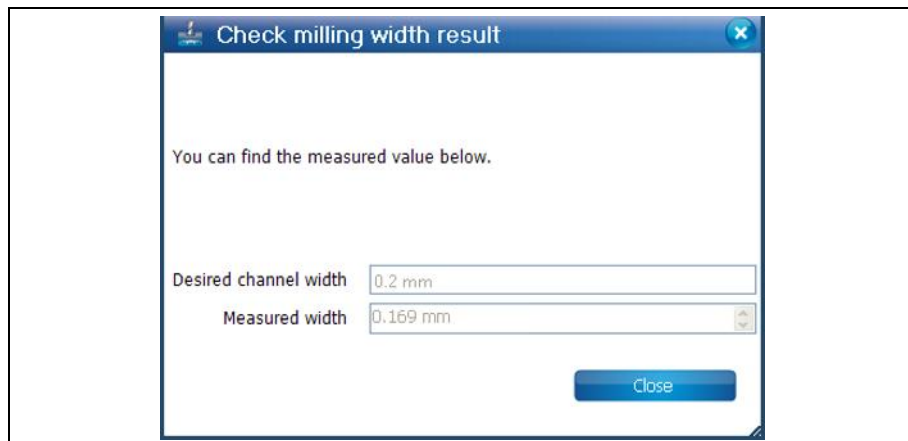 Check milling width result
You can find the measured value below.
Desired channel width 0.2 mm
Measured width 0.169 mm
Close